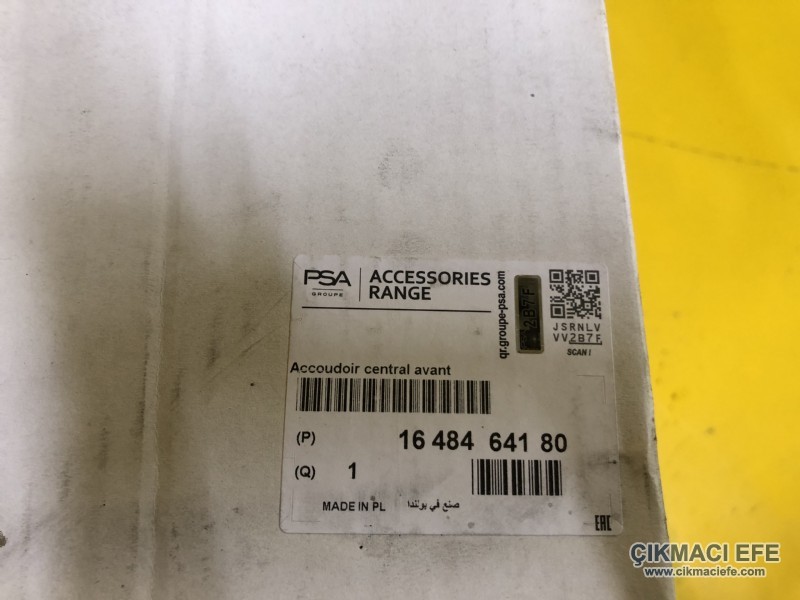 PSA
GROUPE
ACCESSORIES
RANGE
qr.groupe-psa.com
2B7F
JSRNLV
VV2B7F
SCAN !
Accoudoir central avant
(P) 16 484 641 80
(Q) 1
MADE IN PL صنع في بولندا
EAC
ÇIKMACI EFE
www.cikmaciefe.com